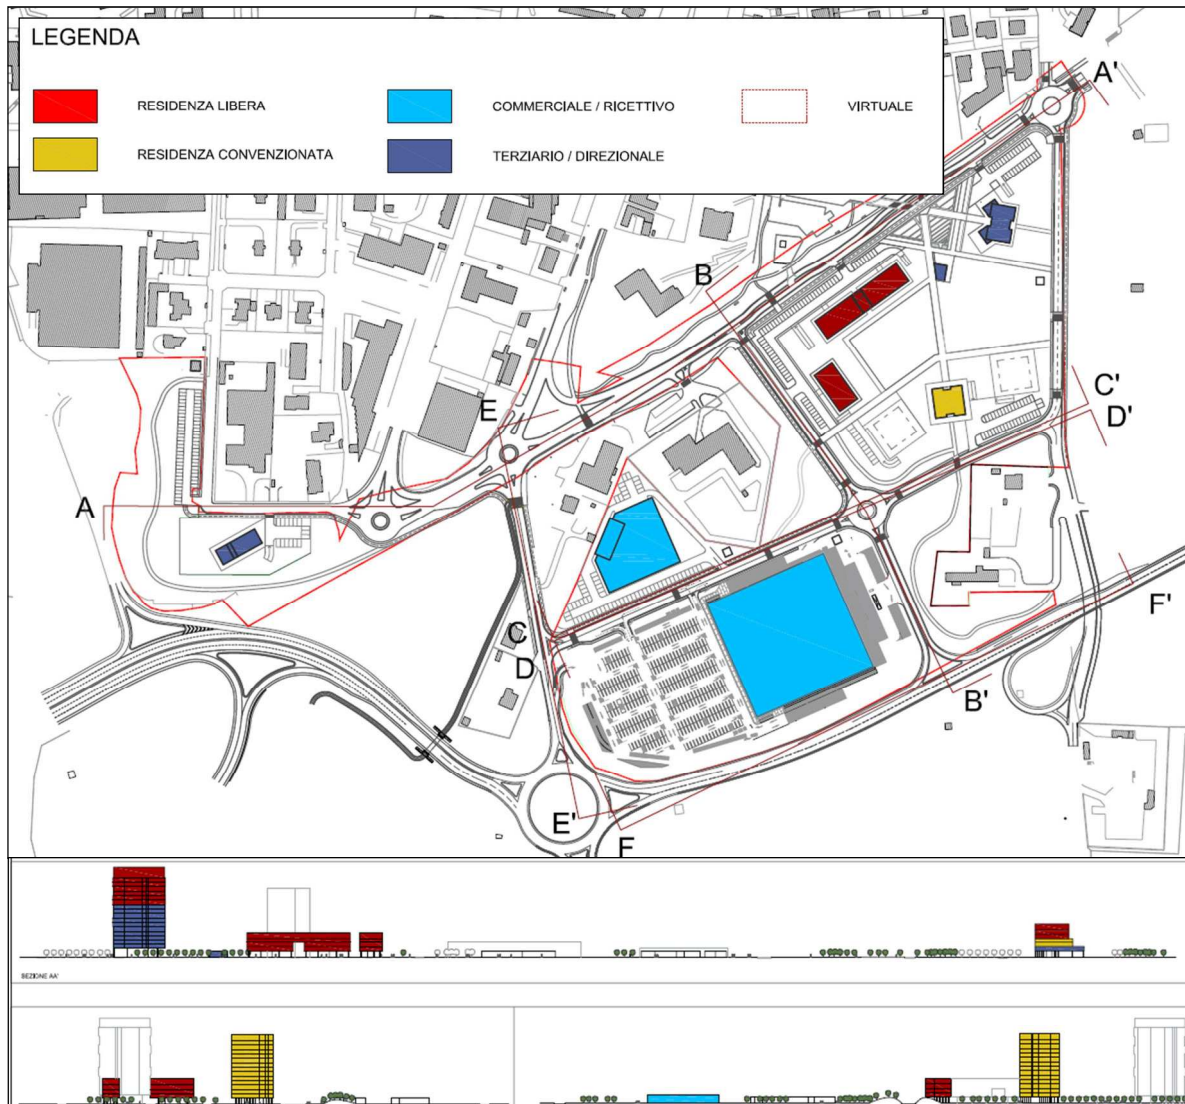 LEGENDA
RESIDENZA LIBERA
COMMERCIALE / RICETTIVO
VIRTUALE
RESIDENZA CONVENZIONATA
TERZIARIO / DIREZIONALE
A'
B
C'
D'
E
A
F'
C
D
B'
E'
F
SEZIONE AA'